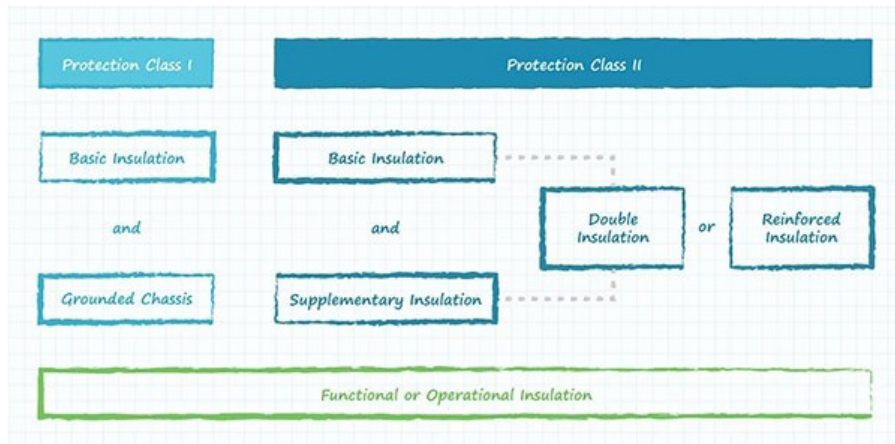 Protection Class I
Protection Class II
Basic Insulation
and
Grounded Chassis
Basic Insulation
and
Supplementary Insulation
Double
Insulation
or
Reinforced
Insulation
Functional or Operational Insulation